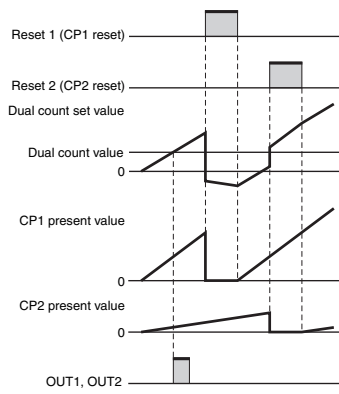 Reset 1 (CP1 reset)
Reset 2 (CP2 reset)
Dual count set value
Dual count value
0
CP1 present value
0
CP2 present value
0
OUT1, OUT2